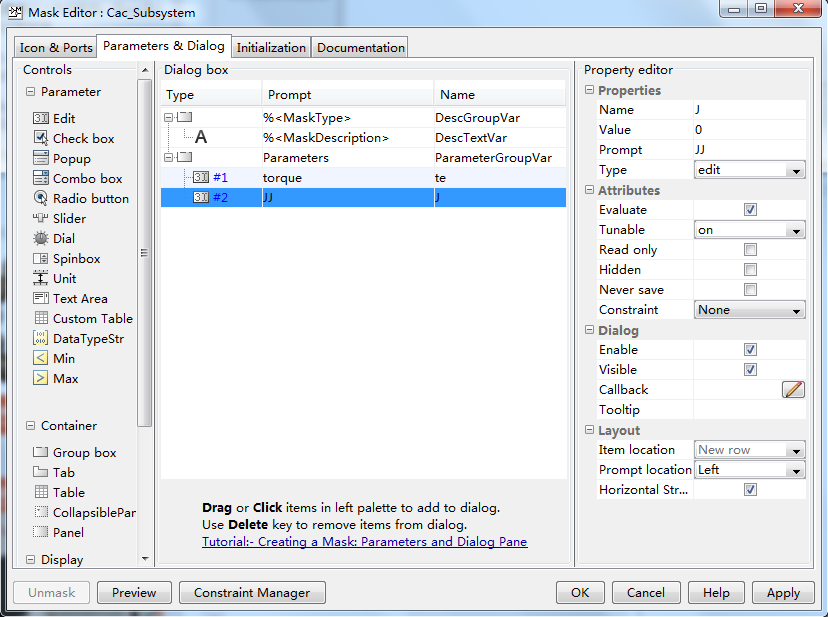 Mask Editor : Cac_Subsystem
Icon & Ports Parameters & Dialog Initialization Documentation
Controls
Parameter
Edit
Check box
Popup
Combo box
Radio button
Slider
Dial
Spinbox
Unit
Text Area
Custom Table
DataTypeStr
Min
Max
Container
Group box
Tab
Table
CollapsiblePar
Panel
Display
Dialog box
Type Prompt Name
%<MaskType> DescGroupVar
A %<MaskDescription> DescTextVar
Parameters ParameterGroupVar
#1 torque te
#2 JJ J
Drag or Click items in left palette to add to dialog.
Use Delete key to remove items from dialog.
Tutorial:- Creating a Mask: Parameters and Dialog Pane
Property editor
Properties
Name J
Value 0
Prompt JJ
Type edit
Attributes
Evaluate
Tunable on
Read only
Hidden
Never save
Constraint None
Dialog
Enable
Visible
Callback
Tooltip
Layout
Item location New row
Prompt location Left
Horizontal Str...
Unmask Preview Constraint Manager OK Cancel Help Apply